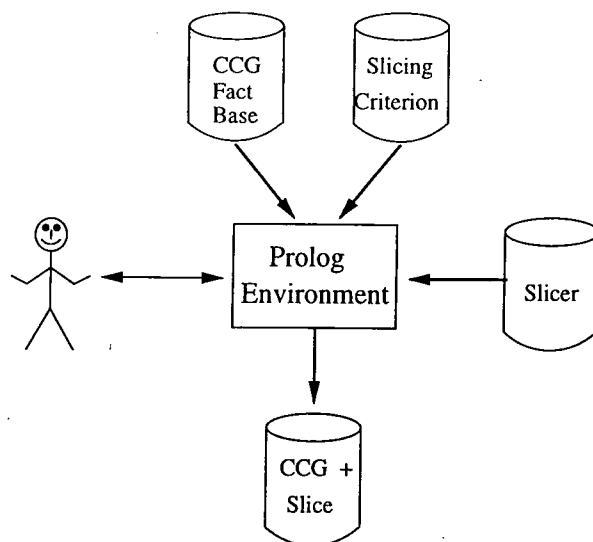 CCG
Fact
Base
Slicing
Criterion
Prolog
Environment
Slicer
CCG +
Slice